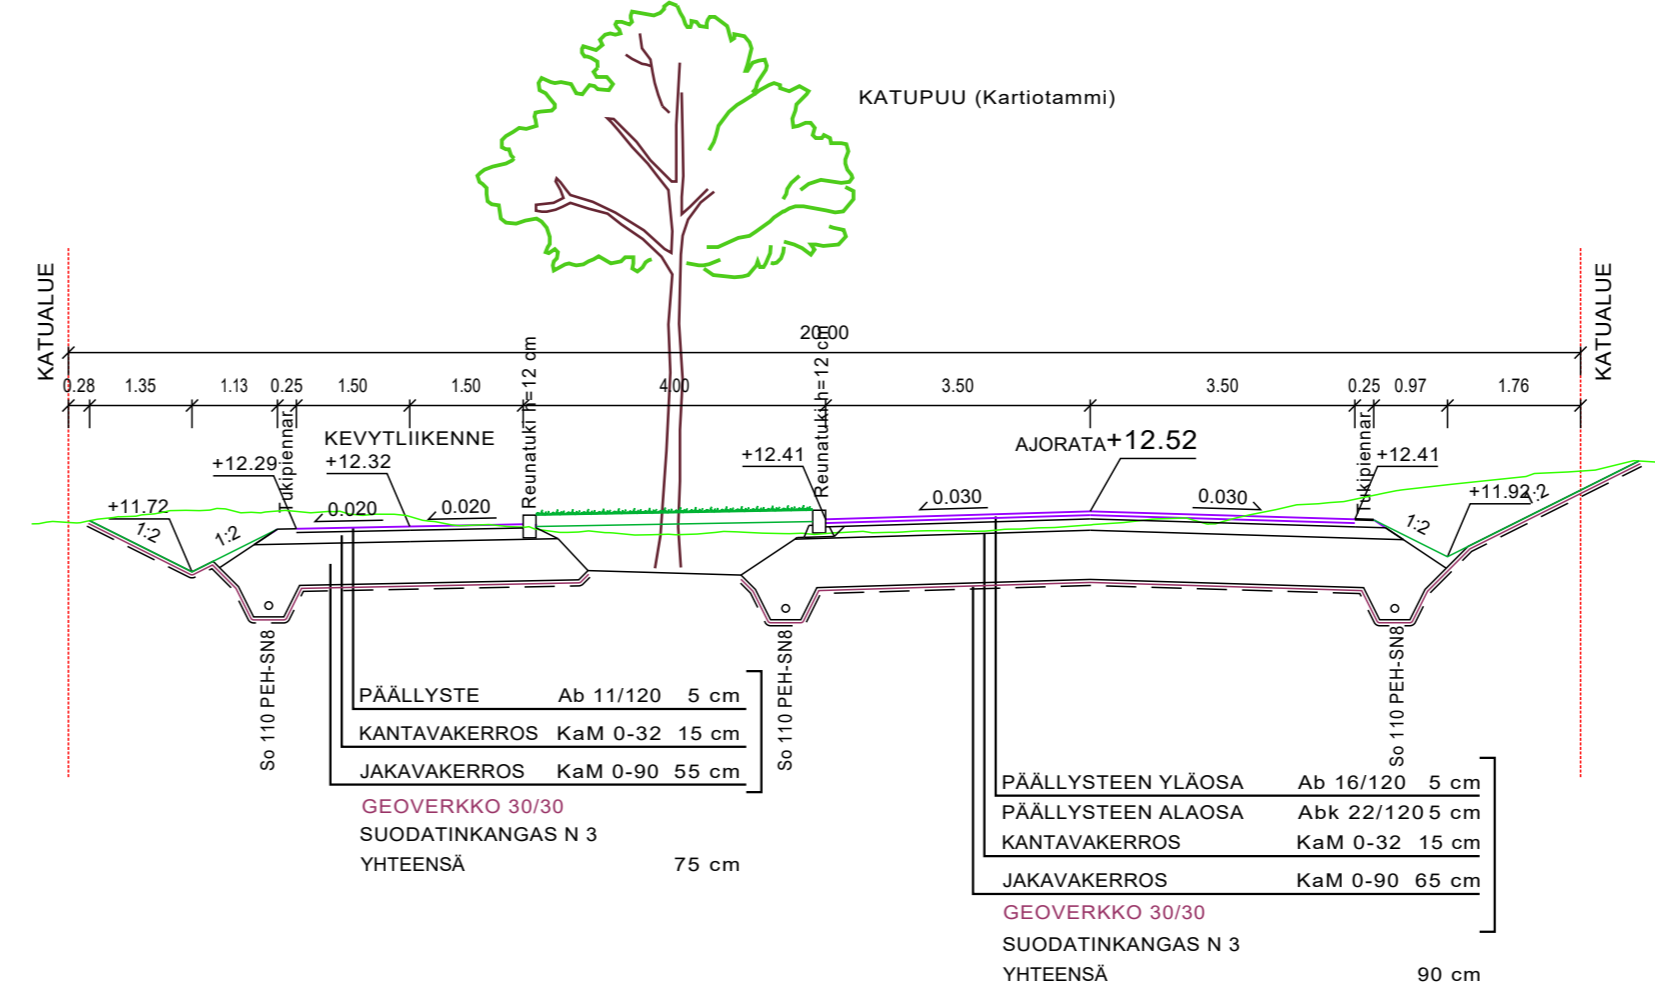 KATUPUU (Kartiotammi)
KATUALUE
KATUALUE
20.00
0.28 1.35 1.13 0.25 1.50 1.50 4.00 3.50 3.50 0.25 0.97 1.76
Tukipiennar
Reunatuki h=12 cm
Reunatuki h=12 cm
Tukipiennar
KEVYTLIIKENNE
AJORATA +12.52
+12.29
+12.32
+12.41
+12.41
+11.72
+11.92
0.020
0.020
0.030
0.030
1:2
1:2
1:2
1:2
So 110 PEH-SN8
So 110 PEH-SN8
So 110 PEH-SN8
PÄÄLLYSTE Ab 11/120 5 cm
KANTAVAKERROS KaM 0-32 15 cm
JAKAVAKERROS KaM 0-90 55 cm
GEOVERKKO 30/30
SUODATINKANGAS N 3
YHTEENSÄ 75 cm
PÄÄLLYSTEEN YLÄOSA Ab 16/120 5 cm
PÄÄLLYSTEEN ALAOSA Abk 22/120 5 cm
KANTAVAKERROS KaM 0-32 15 cm
JAKAVAKERROS KaM 0-90 65 cm
GEOVERKKO 30/30
SUODATINKANGAS N 3
YHTEENSÄ 90 cm